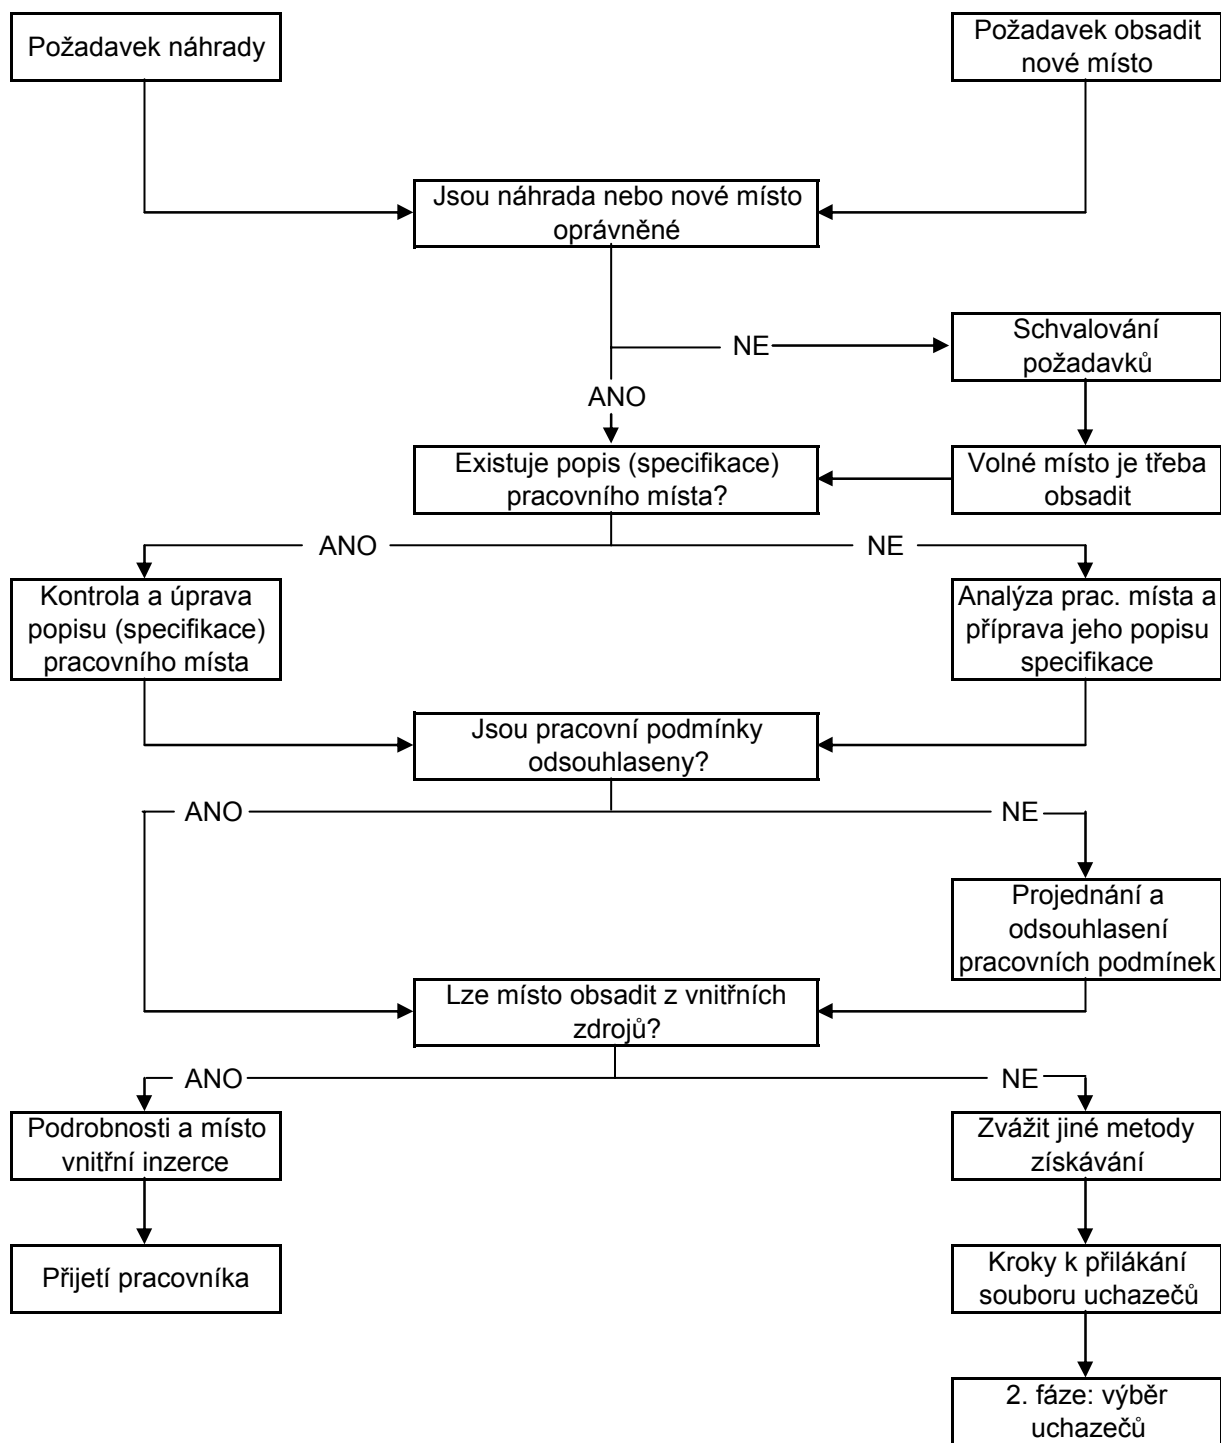 Požadavek náhrady
Požadavek obsadit
nové místo
Jsou náhrada nebo nové místo
oprávněné
NE
Schvalování
požadavků
ANO
Existuje popis (specifikace)
pracovního místa?
Volné místo je třeba
obsadit
ANO
NE
Kontrola a úprava
popisu (specifikace)
pracovního místa
Analýza prac. místa a
příprava jeho popisu
specifikace
Jsou pracovní podmínky
odsouhlaseny?
ANO
NE
Projednání a
odsouhlasení
pracovních podmínek
Lze místo obsadit z vnitřních
zdrojů?
ANO
NE
Podrobnosti a místo
vnitřní inzerce
Zvážit jiné metody
získávání
Přijetí pracovníka
Kroky k přilákání
souboru uchazečů
2. fáze: výběr
uchazečů